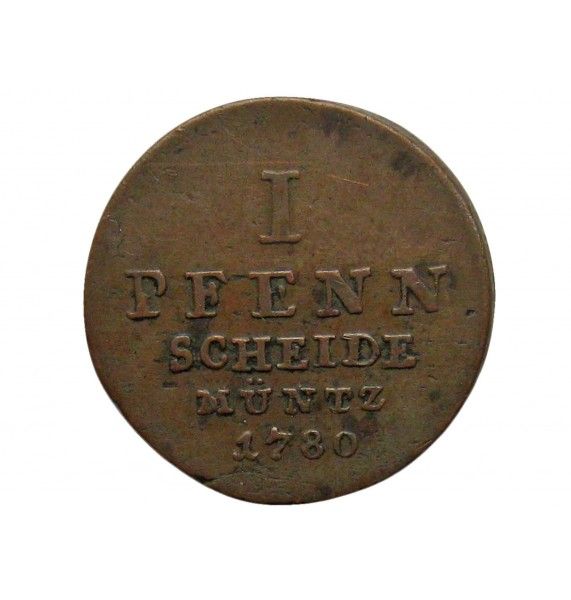 I
PFENN
SCHEIDE
MÜNTZ
1780